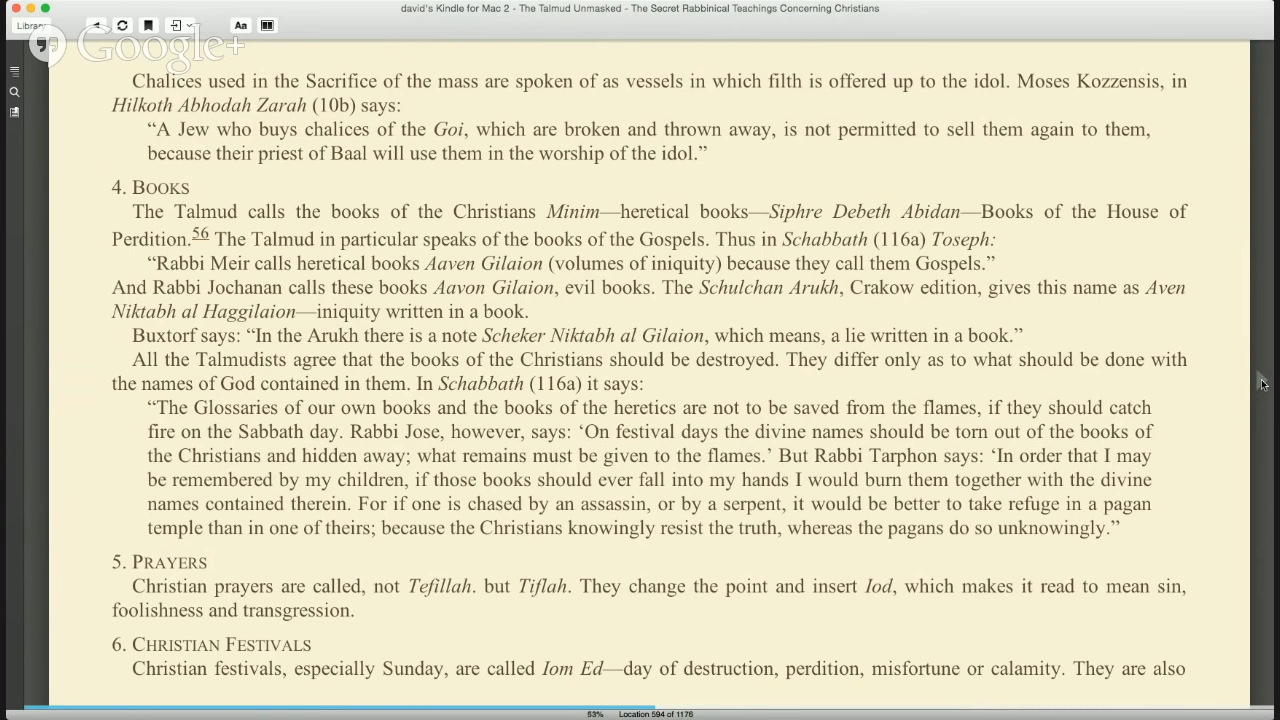 david's Kindle for Mac 2 - The Talmud Unmasked - The Secret Rabbinical Teachings Concerning Christians
Library
Aa
Google+
Chalices used in the Sacrifice of the mass are spoken of as vessels in which filth is offered up to the idol. Moses Kozzensis, in
Hilkoth Abhodah Zarah (10b) says:
“A Jew who buys chalices of the Goi, which are broken and thrown away, is not permitted to sell them again to them,
because their priest of Baal will use them in the worship of the idol.”
4. BOOKS
The Talmud calls the books of the Christians Minim—heretical books—Siphre Debeth Abidan—Books of the House of
Perdition.56 The Talmud in particular speaks of the books of the Gospels. Thus in Schabbath (116a) Toseph:
“Rabbi Meir calls heretical books Aaven Gilaion (volumes of iniquity) because they call them Gospels.”
And Rabbi Jochanan calls these books Aavon Gilaion, evil books. The Schulchan Arukh, Crakow edition, gives this name as Aven
Niktabh al Haggilaion—iniquity written in a book.
Buxtorf says: “In the Arukh there is a note Scheker Niktabh al Gilaion, which means, a lie written in a book.”
All the Talmudists agree that the books of the Christians should be destroyed. They differ only as to what should be done with
the names of God contained in them. In Schabbath (116a) it says:
“The Glossaries of our own books and the books of the heretics are not to be saved from the flames, if they should catch
fire on the Sabbath day. Rabbi Jose, however, says: ‘On festival days the divine names should be torn out of the books of
the Christians and hidden away; what remains must be given to the flames.’ But Rabbi Tarphon says: ‘In order that I may
be remembered by my children, if those books should ever fall into my hands I would burn them together with the divine
names contained therein. For if one is chased by an assassin, or by a serpent, it would be better to take refuge in a pagan
temple than in one of theirs; because the Christians knowingly resist the truth, whereas the pagans do so unknowingly.”
5. PRAYERS
Christian prayers are called, not Tefillah. but Tiflah. They change the point and insert Iod, which makes it read to mean sin,
foolishness and transgression.
6. CHRISTIAN FESTIVALS
Christian festivals, especially Sunday, are called Iom Ed—day of destruction, perdition, misfortune or calamity. They are also
53% Location 594 of 1176